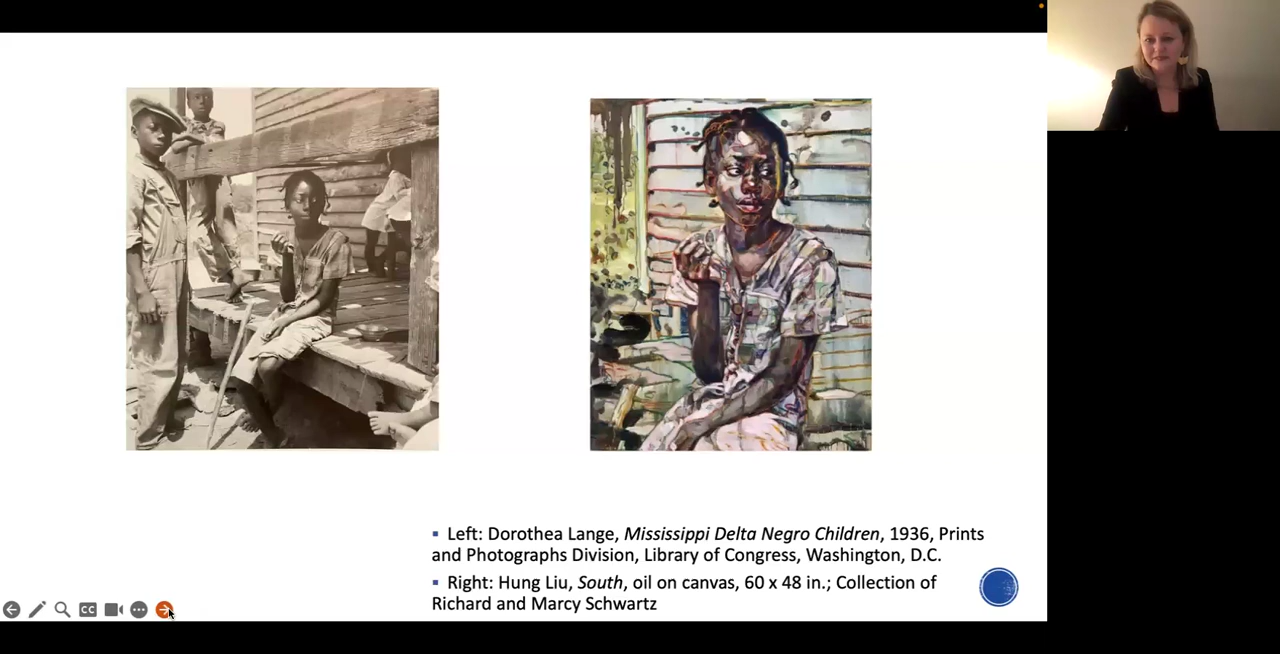 ▪ Left: Dorothea Lange, Mississippi Delta Negro Children, 1936, Prints
and Photographs Division, Library of Congress, Washington, D.C.
▪ Right: Hung Liu, South, oil on canvas, 60 x 48 in.; Collection of
Richard and Marcy Schwartz
CC